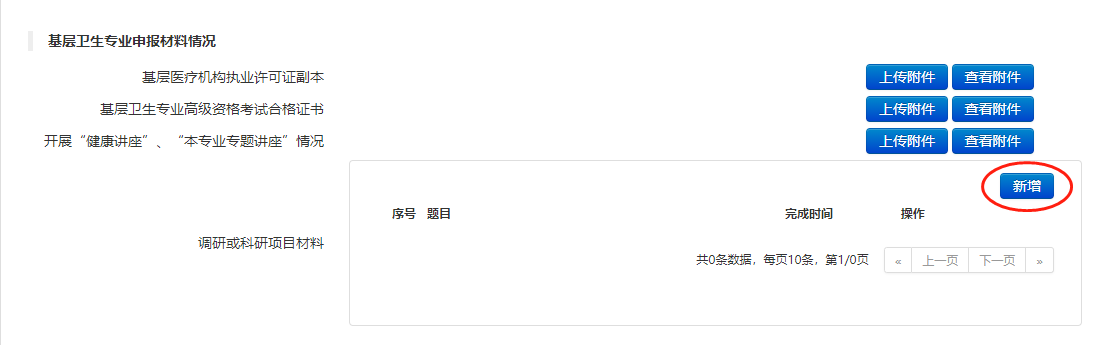 基层卫生专业申报材料情况
基层医疗机构执业许可证副本 上传附件 查看附件
基层卫生专业高级资格考试合格证书 上传附件 查看附件
开展“健康讲座”、“本专业专题讲座”情况 上传附件 查看附件
新增
序号 题目 完成时间 操作
调研或科研项目材料
共0条数据，每页10条，第1/0页 « 上一页 下一页 »